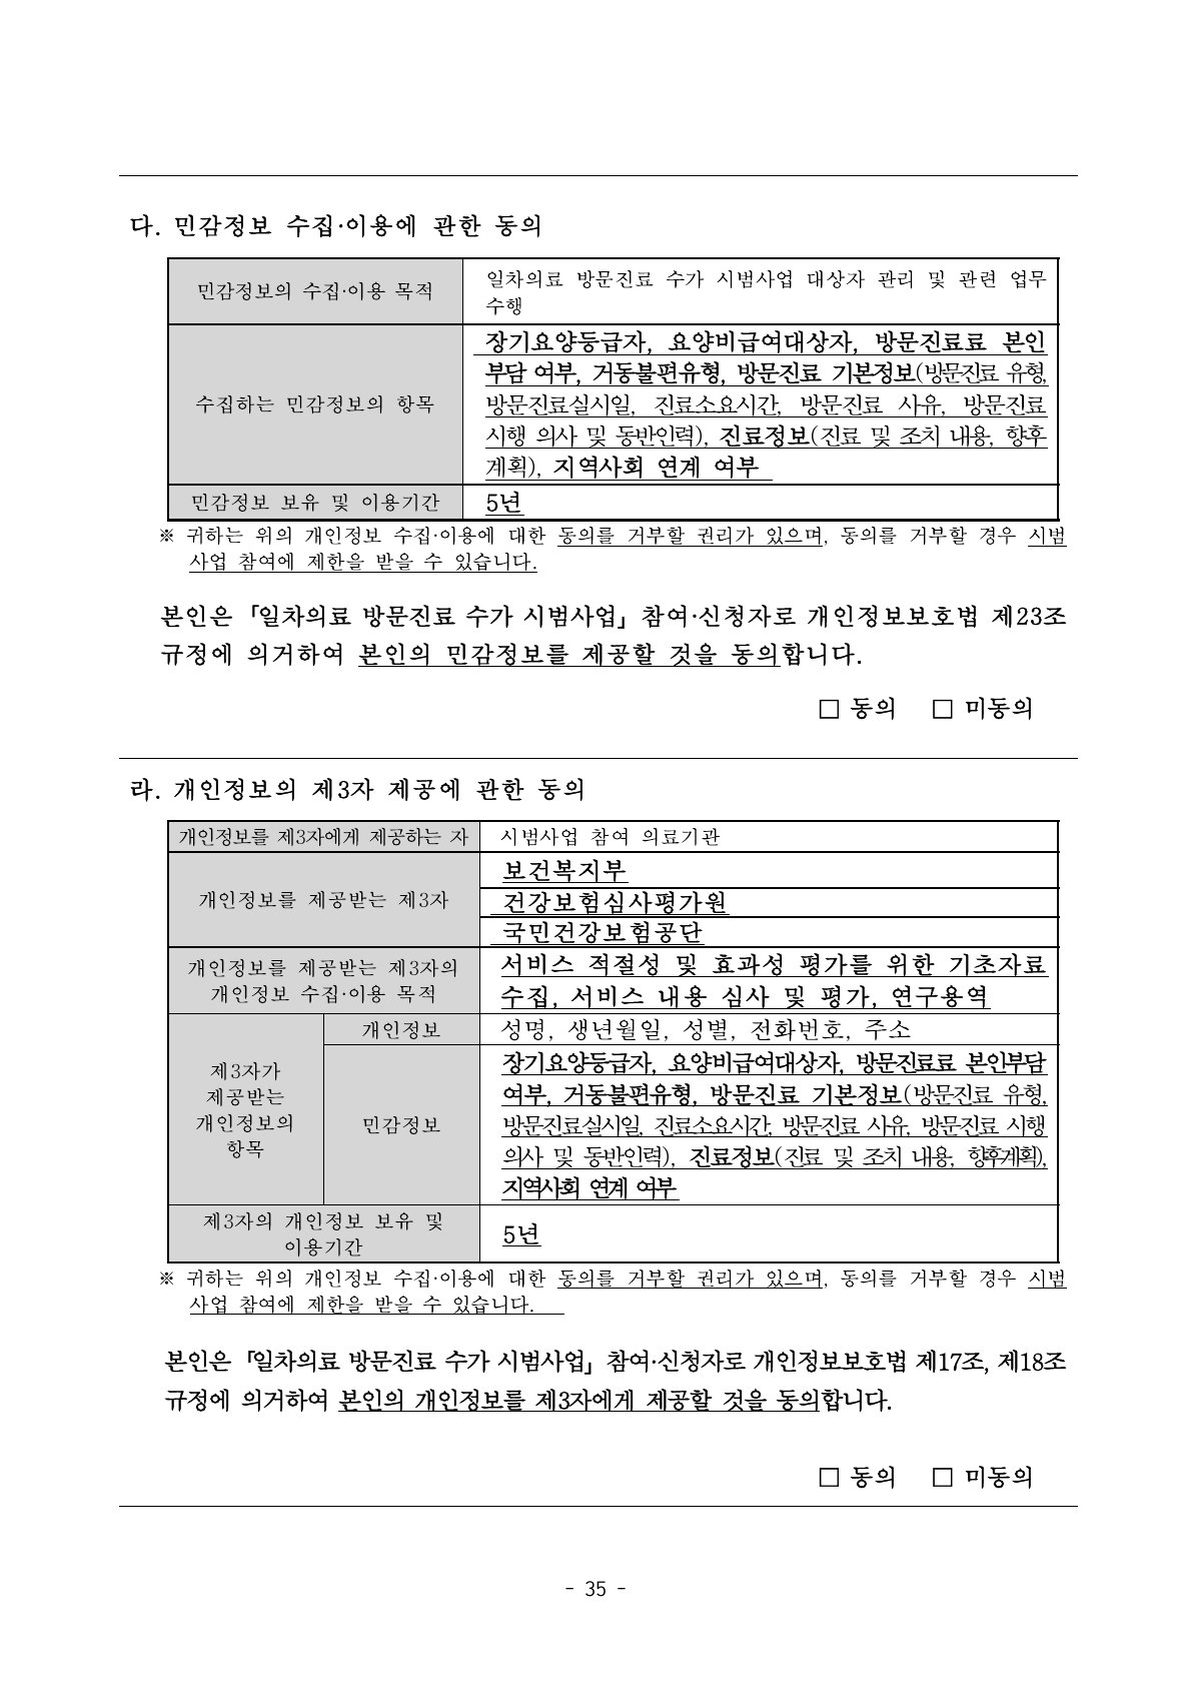 다. 민감정보 수집·이용에 관한 동의
민감정보의 수집·이용 목적
일차의료 방문진료 수가 시범사업 대상자 관리 및 관련 업무
수행
수집하는 민감정보의 항목
장기요양등급자, 요양비급여대상자, 방문진료료 본인
부담 여부, 거동불편유형, 방문진료 기본정보(방문진료 유형,
방문진료실시일, 진료소요시간, 방문진료 사유, 방문진료
시행 의사 및 동반인력), 진료정보(진료 및 조치 내용, 향후
계획), 지역사회 연계 여부
민감정보 보유 및 이용기간
5년
※ 귀하는 위의 개인정보 수집·이용에 대한 동의를 거부할 권리가 있으며, 동의를 거부할 경우 시범
사업 참여에 제한을 받을 수 있습니다.
본인은 「일차의료 방문진료 수가 시범사업」 참여·신청자로 개인정보보호법 제23조
규정에 의거하여 본인의 민감정보를 제공할 것을 동의합니다.
□ 동의 □ 미동의
라. 개인정보의 제3자 제공에 관한 동의
개인정보를 제3자에게 제공하는 자
시범사업 참여 의료기관
개인정보를 제공받는 제3자
보건복지부
건강보험심사평가원
국민건강보험공단
개인정보를 제공받는 제3자의
개인정보 수집·이용 목적
서비스 적절성 및 효과성 평가를 위한 기초자료
수집, 서비스 내용 심사 및 평가, 연구용역
제3자가
제공받는
개인정보의
항목
개인정보
성명, 생년월일, 성별, 전화번호, 주소
민감정보
장기요양등급자, 요양비급여대상자, 방문진료료 본인부담
여부, 거동불편유형, 방문진료 기본정보(방문진료 유형,
방문진료실시일, 진료소요시간, 방문진료 사유, 방문진료 시행
의사 및 동반인력), 진료정보(진료 및 조치 내용, 향후계획),
지역사회 연계 여부
제3자의 개인정보 보유 및
이용기간
5년
※ 귀하는 위의 개인정보 수집·이용에 대한 동의를 거부할 권리가 있으며, 동의를 거부할 경우 시범
사업 참여에 제한을 받을 수 있습니다.
본인은 「일차의료 방문진료 수가 시범사업」 참여·신청자로 개인정보보호법 제17조, 제18조
규정에 의거하여 본인의 개인정보를 제3자에게 제공할 것을 동의합니다.
□ 동의 □ 미동의
- 35 -